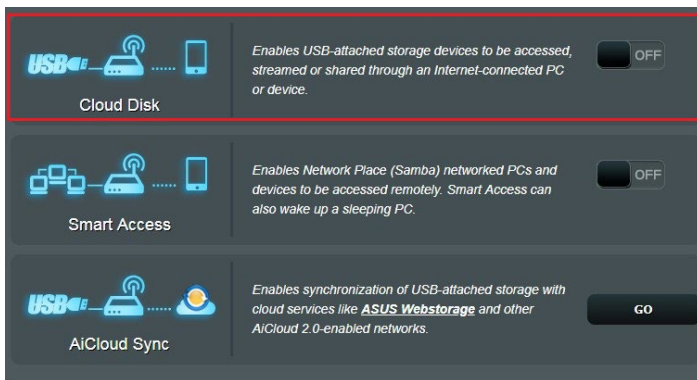 USB
Enables USB-attached storage devices to be accessed,
streamed or shared through an Internet-connected PC
or device.
OFF
Cloud Disk
Enables Network Place (Samba) networked PCs and
devices to be accessed remotely. Smart Access can
also wake up a sleeping PC.
OFF
Smart Access
USB
Enables synchronization of USB-attached storage with
cloud services like ASUS Webstorage and other
AiCloud 2.0-enabled networks.
GO
AiCloud Sync